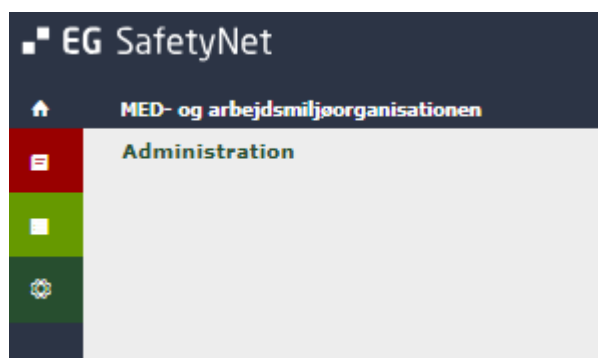 EG SafetyNet
MED- og arbejdsmiljøorganisationen
Administration